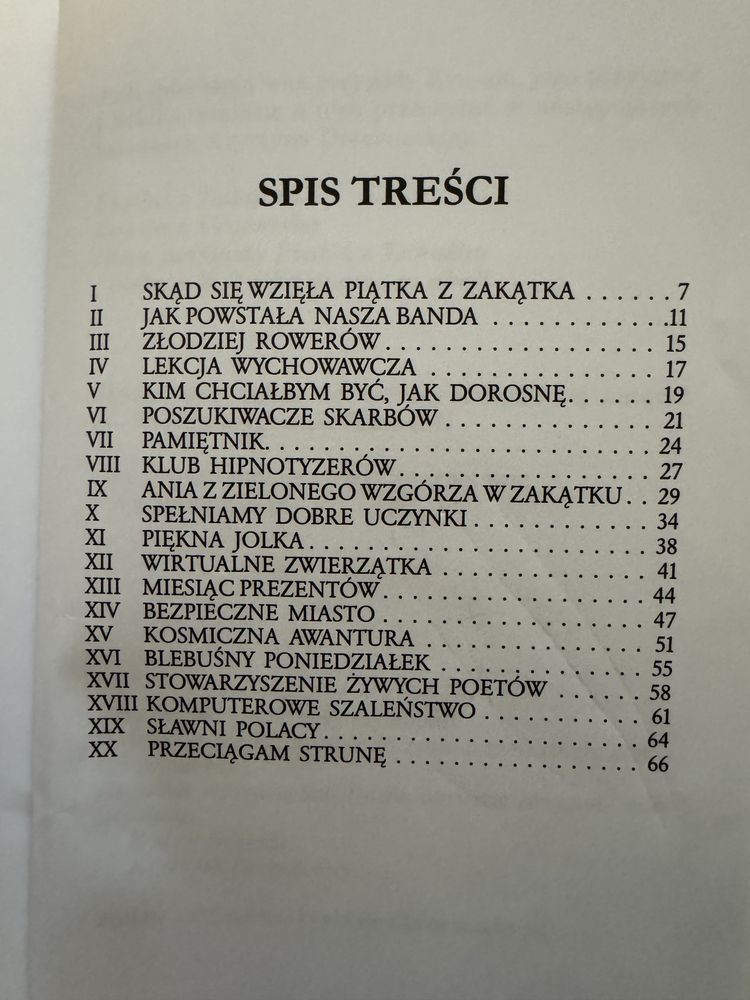 SPIS TREŚCI
I SKĄD SIĘ WZIĘŁA PIĄTKA Z ZAKĄTKA . . . . . . 7
II JAK POWSTAŁA NASZA BANDA . . . . . . . . . . . .11
III ZŁODZIEJ ROWERÓW . . . . . . . . . . . . . . . . . . . 15
IV LEKCJA WYCHOWAWCZA . . . . . . . . . . . . . . . . 17
V KIM CHCIAŁBYM BYĆ, JAK DOROSNĘ. . . . . . 19
VI POSZUKIWACZE SKARBÓW . . . . . . . . . . . . . . 21
VII PAMIĘTNIK. . . . . . . . . . . . . . . . . . . . . . . . . . . 24
VIII KLUB HIPNOTYZERÓW. . . . . . . . . . . . . . . . . . 27
IX ANIA Z ZIELONEGO WZGÓRZA W ZAKĄTKU. . 29
X SPEŁNIAMY DOBRE UCZYNKI . . . . . . . . . . . . 34
XI PIĘKNA JOLKA . . . . . . . . . . . . . . . . . . . . . . . . 38
XII WIRTUALNE ZWIERZĄTKA . . . . . . . . . . . . . . . 41
XIII MIESIĄC PREZENTÓW. . . . . . . . . . . . . . . . . . . 44
XIV BEZPIECZNE MIASTO . . . . . . . . . . . . . . . . . . . 47
XV KOSMICZNA AWANTURA . . . . . . . . . . . . . . . . 51
XVI BLEBUŚNY PONIEDZIAŁEK . . . . . . . . . . . . . . . 55
XVII STOWARZYSZENIE ŻYWYCH POETÓW . . . . . . 58
XVIII KOMPUTEROWE SZALEŃSTWO . . . . . . . . . . . 61
XIX SŁAWNI POLACY. . . . . . . . . . . . . . . . . . . . . . . 64
XX PRZECIĄGAM STRUNĘ . . . . . . . . . . . . . . . . . . 66